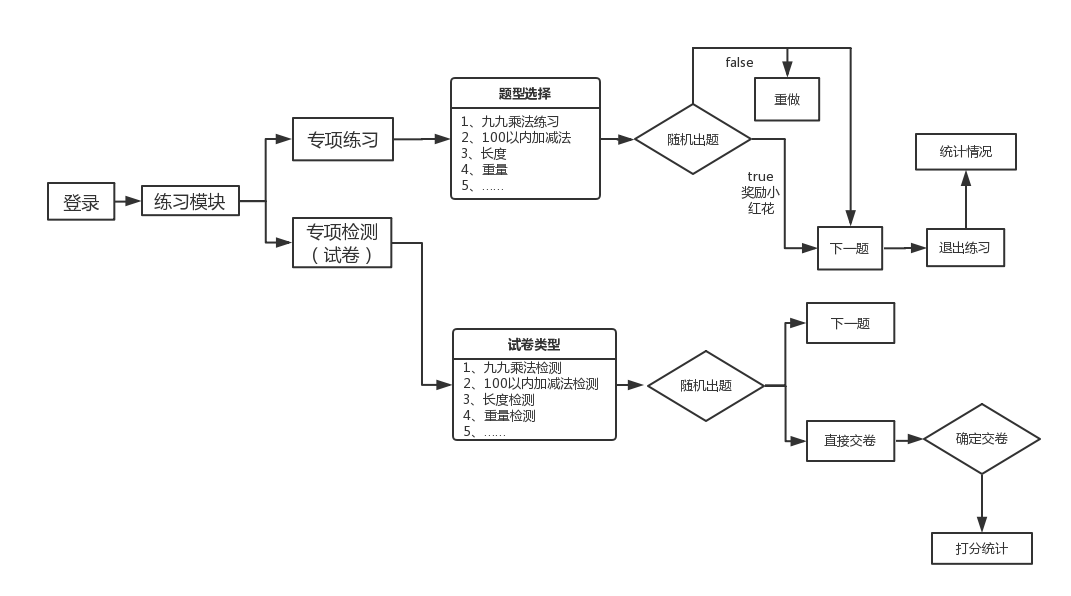 登录
练习模块
专项练习
专项检测
（试卷）
题型选择
1、九九乘法练习
2、100以内加减法
3、长度
4、重量
5、……
随机出题
false
重做
true
奖励小
红花
下一题
退出练习
统计情况
试卷类型
1、九九乘法检测
2、100以内加减法检测
3、长度检测
4、重量检测
5、……
随机出题
下一题
直接交卷
确定交卷
打分统计